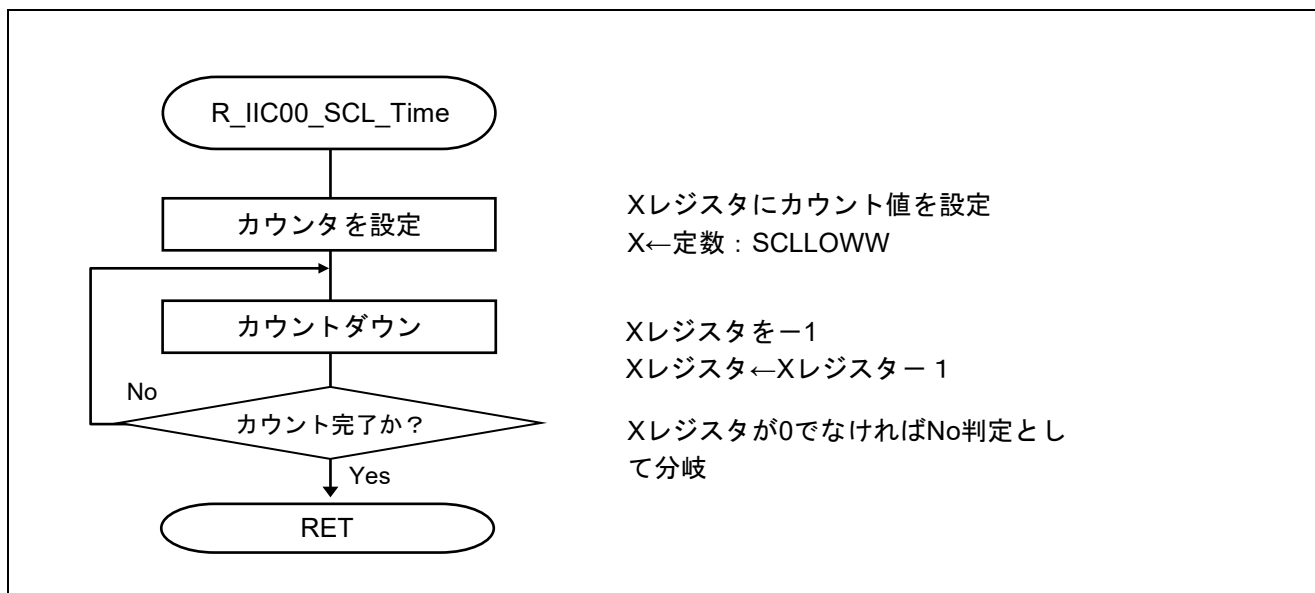 R_IIC00_SCL_Time
カウンタを設定
Xレジスタにカウント値を設定
X←定数：SCLLOWW
カウントダウン
Xレジスタをー1
Xレジスタ←Xレジスター１
No
カウント完了か？
Xレジスタが0でなければNo判定とし
て分岐
Yes
RET